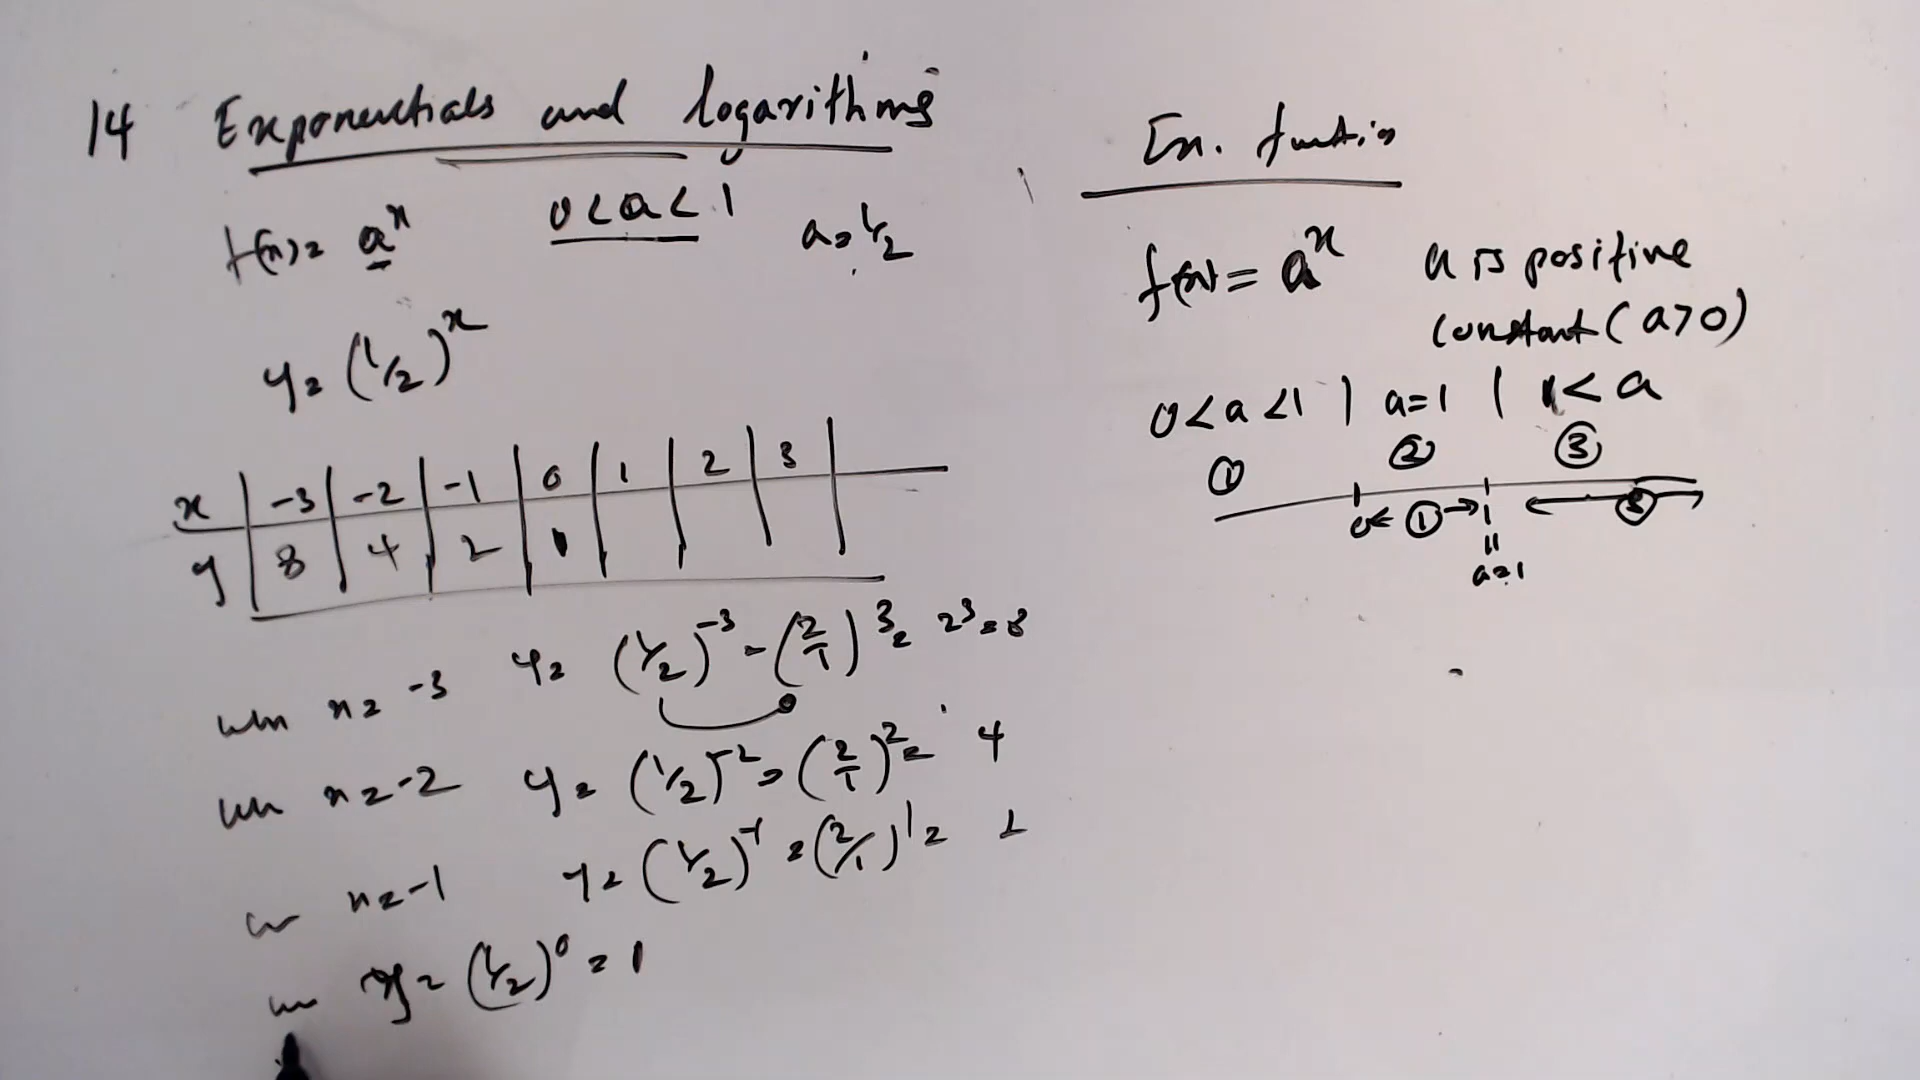 14 Exponentials and logarithms
f(x)= a^x 0<a<1 a=1/2
y=(1/2)^x
x | -3 | -2 | -1 | 0 | 1 | 2 | 3 |
y | 8 | 4 | 2 | 1 | | | |
when x=-3 y= (1/2)^-3 = (2/1)^3 = 2^3=8
when x=-2 y=(1/2)^-2=(2/1)^2= 4
x=-1 y=(1/2)^-1=(2/1)^1=
y=(1/2)^0=1
Ex. function
f(x)= a^x a is positive
constant (a>0)
0<a<1 | a=1 | 1<a
① ② ③
0 ① 1 ③
=
a=1